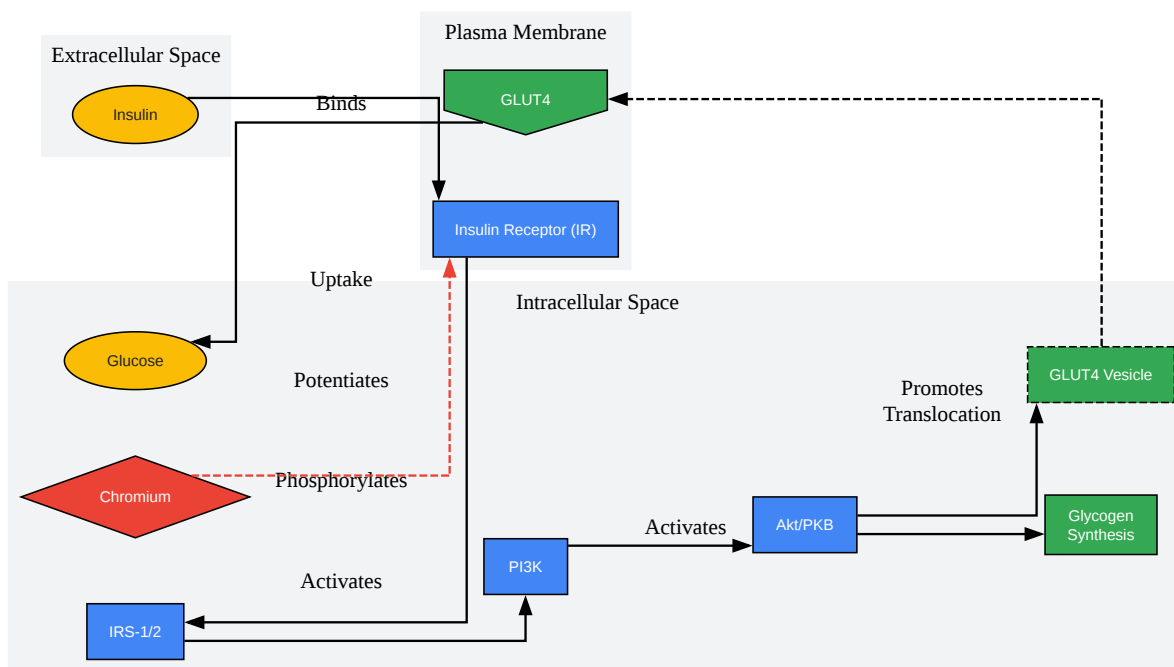 Plasma Membrane
Extracellular Space
GLUT4
Binds
Insulin
Insulin Receptor (IR)
Uptake
Intracellular Space
Glucose
GLUT4 Vesicle
Potentiates
Promotes
Translocation
Phosphorylates
Chromium
Glycogen
Synthesis
Akt/PKB
Activates
PI3K
Activates
IRS-1/2